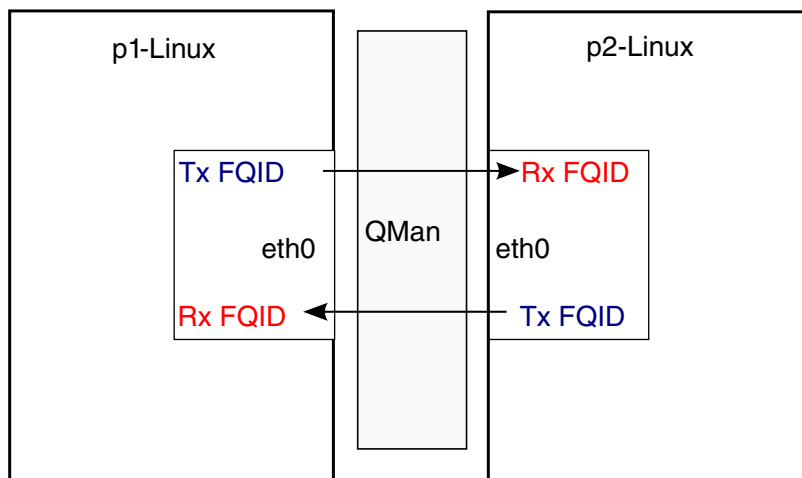 p1-Linux
p2-Linux
Tx FQID
Rx FQID
eth0
QMan
eth0
Rx FQID
Tx FQID